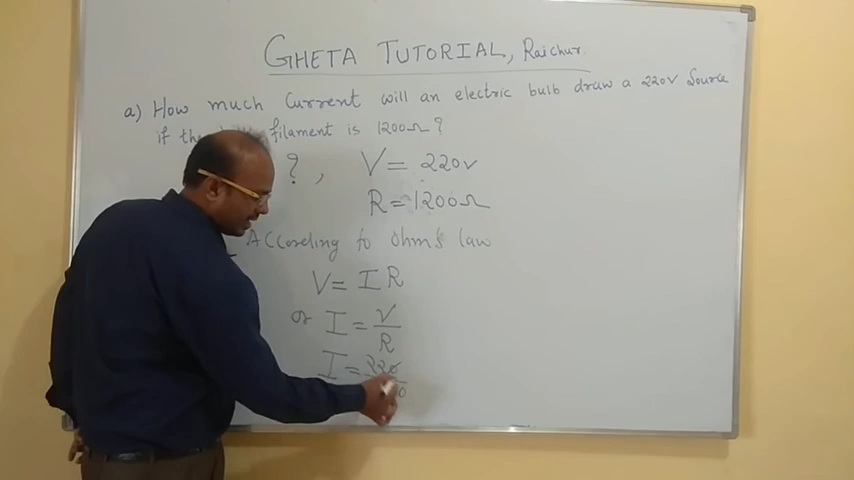 GHETA TUTORIAL, Raichur.
a) How much Current will an electric bulb draw a 220v Source
if the filament is 1200Ω?
? , V = 220v
R = 1200Ω
According to Ohm's law
V = I R
or I = V/R
I = 220